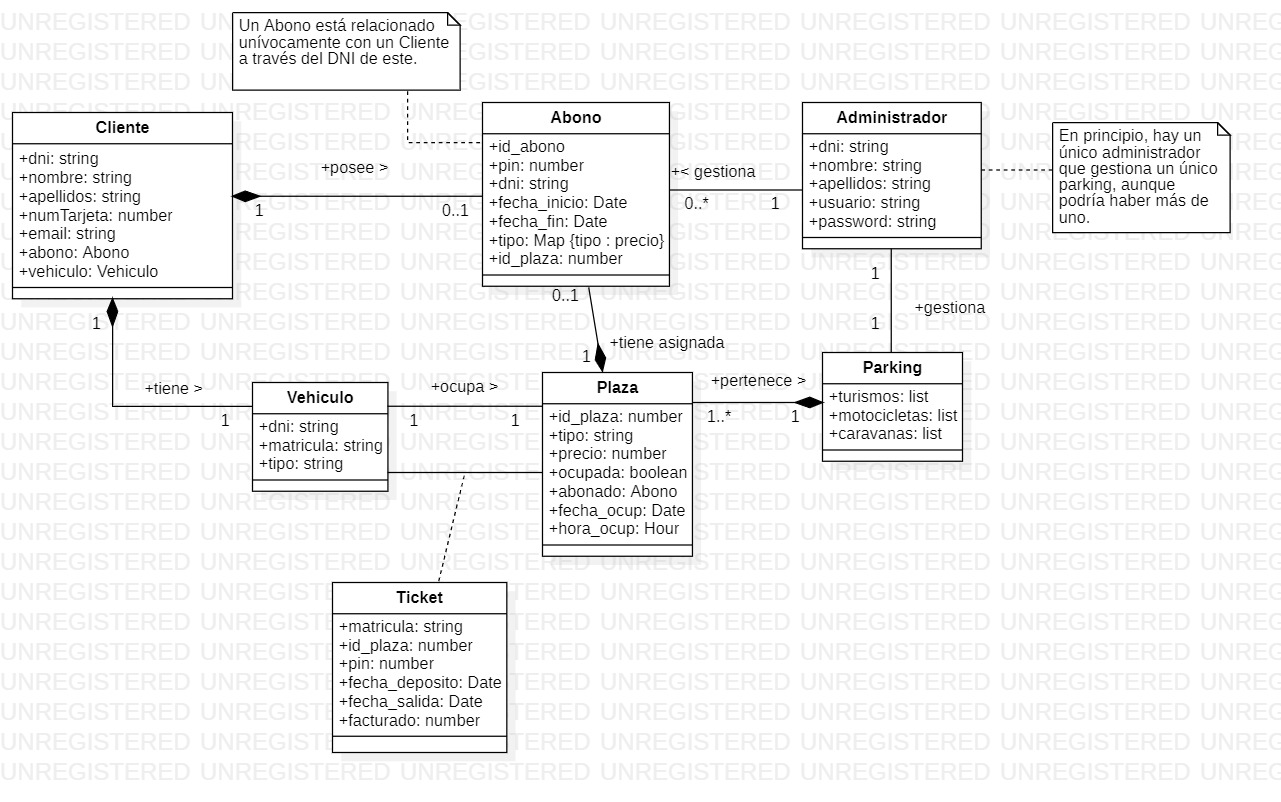 Un Abono está relacionado
unívocamente con un Cliente
a través del DNI de este.
Cliente
+dni: string
+nombre: string
+apellidos: string
+numTarjeta: number
+email: string
+abono: Abono
+vehiculo: Vehiculo
+posee >
1
0..1
Abono
+id_abono
+pin: number
+dni: string
+fecha_inicio: Date
+fecha_fin: Date
+tipo: Map {tipo : precio}
+id_plaza: number
+< gestiona
0..*
1
Administrador
+dni: string
+nombre: string
+apellidos: string
+usuario: string
+password: string
En principio, hay un
único administrador
que gestiona un único
parking, aunque
podría haber más de
uno.
1
+gestiona
1
0..1
+tiene asignada
1
1
+tiene >
1
Vehiculo
+dni: string
+matricula: string
+tipo: string
+ocupa >
1
1
Plaza
+id_plaza: number
+tipo: string
+precio: number
+ocupada: boolean
+abonado: Abono
+fecha_ocup: Date
+hora_ocup: Hour
+pertenece >
1..*
1
Parking
+turismos: list
+motocicletas: list
+caravanas: list
Ticket
+matricula: string
+id_plaza: number
+pin: number
+fecha_deposito: Date
+fecha_salida: Date
+facturado: number
UNREGISTERED